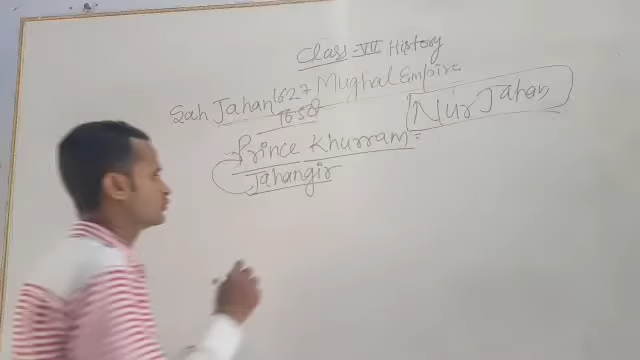 Class - VII History
Sah Jahan 1627 Mughal Empire
1658
Nur Jahan
Prince Khurram =
Jahangir